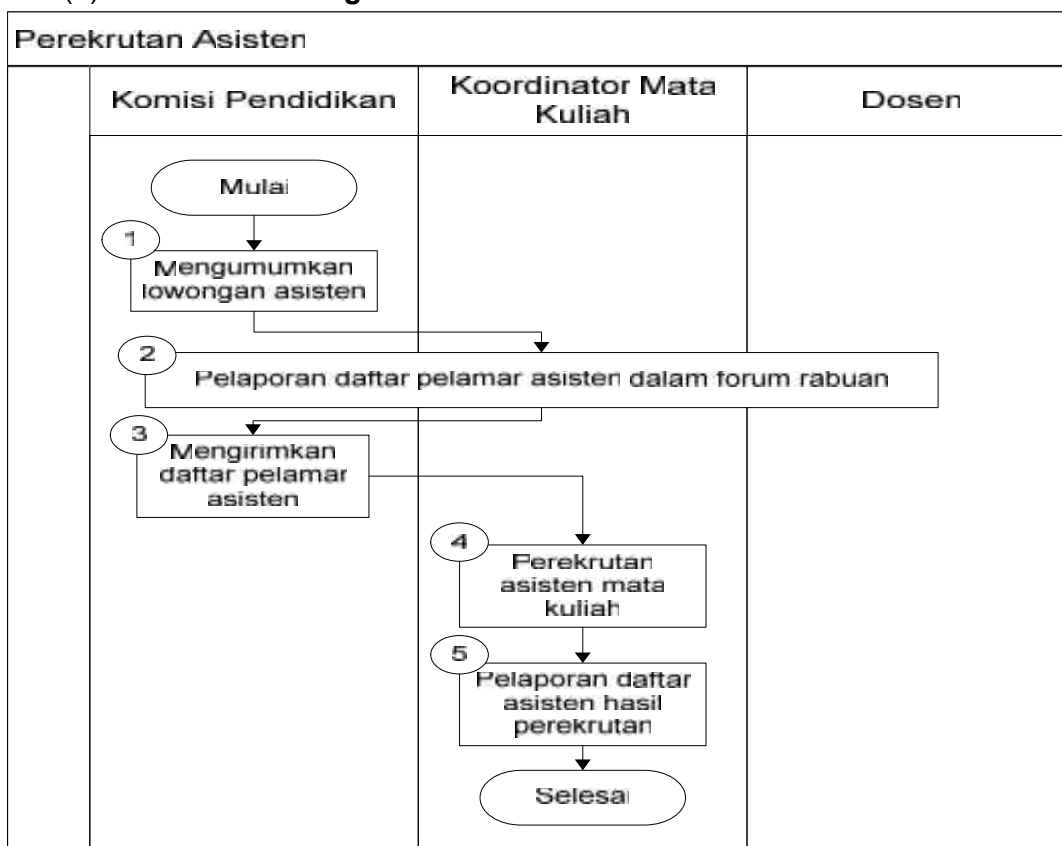 Perekrutan Asisten
Komisi Pendidikan
Koordinator Mata
Kuliah
Dosen
Mulai
1
Mengumumkan
lowongan asisten
2
Pelaporan daftar pelamar asisten dalam forum rabuan
3
Mengirimkan
daftar pelamar
asisten
4
Perekrutan
asisten mata
kuliah
5
Pelaporan daftar
asisten hasil
perekrutan
Selesai